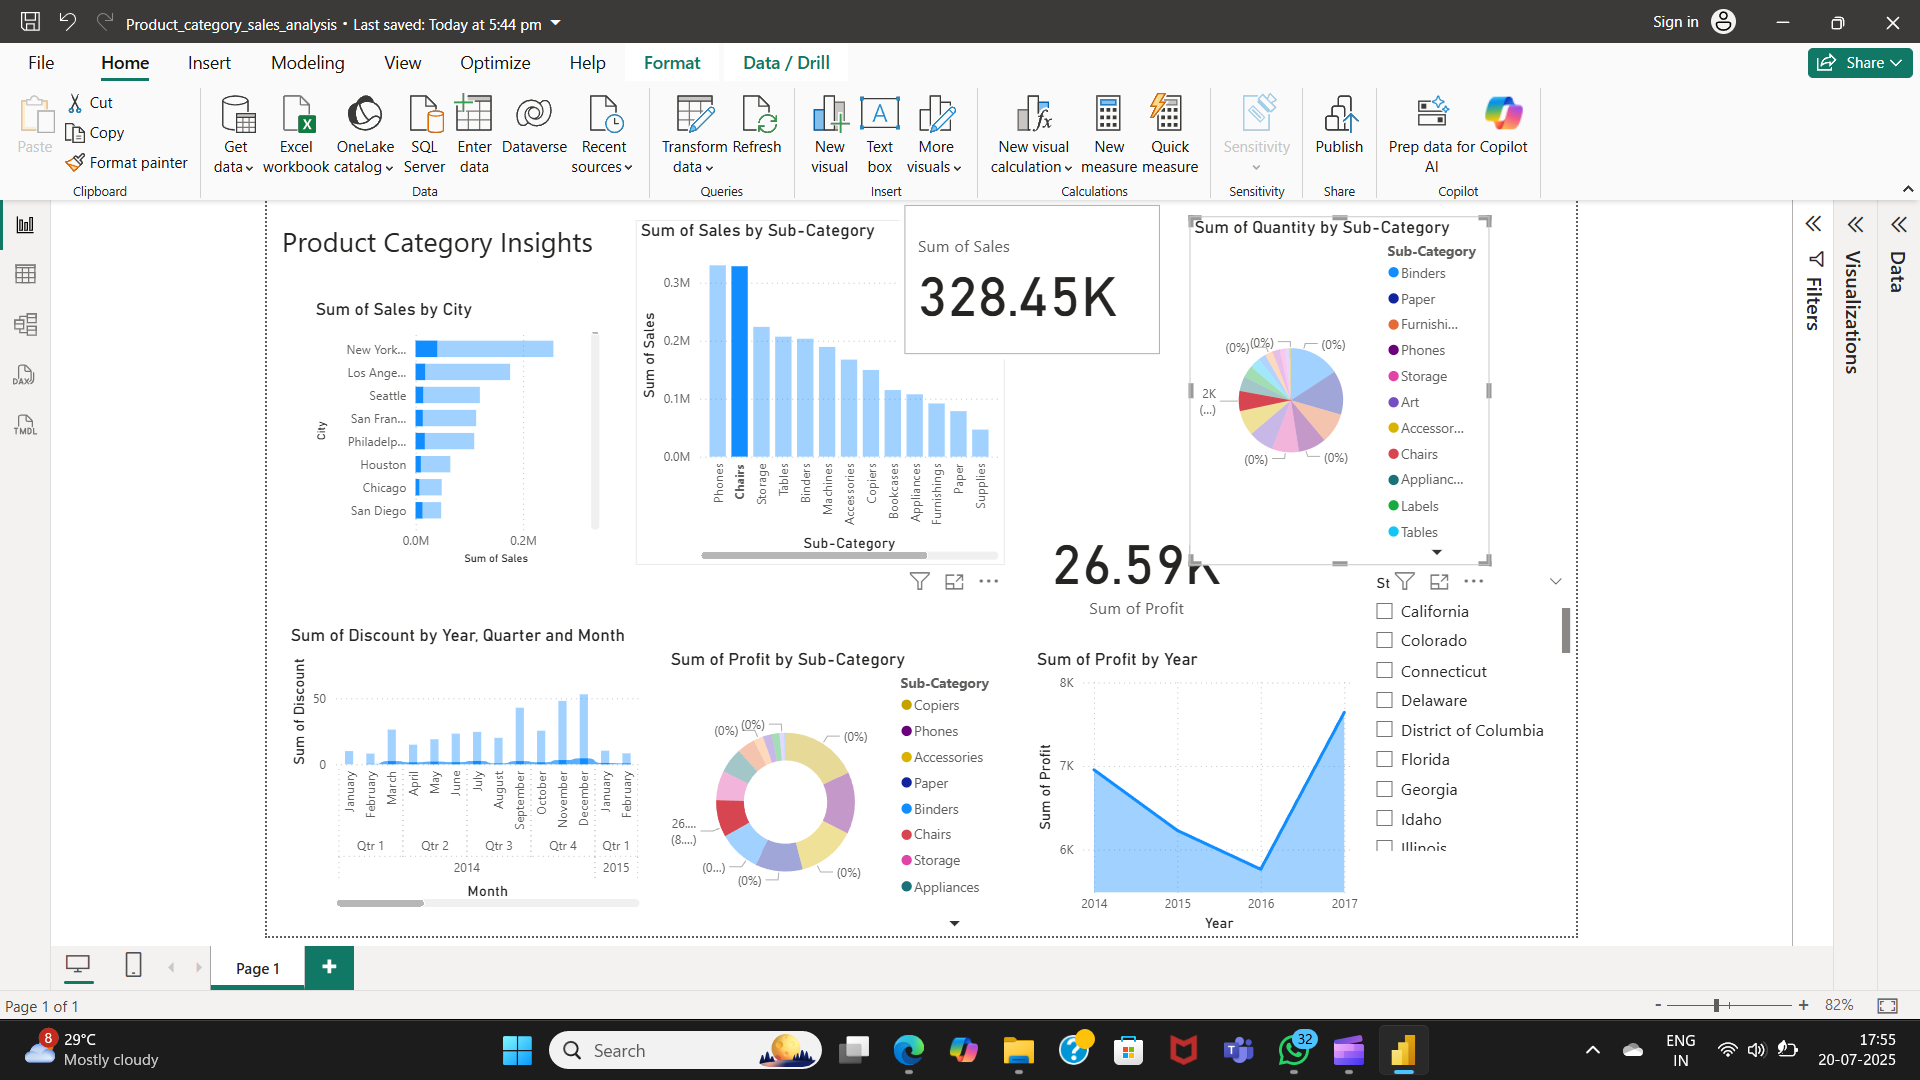 Product_category_sales_analysis • Last saved: Today at 5:44 pm
Sign in
File
Home
Insert
Modeling
View
Optimize
Help
Format
Data / Drill
Share
Paste
Cut
Copy
Format painter
Clipboard
Get data
Excel workbook
OneLake catalog
SQL Server
Enter data
Dataverse
Recent sources
Data
Transform data
Refresh
Queries
New visual
Text box
More visuals
Insert
New visual calculation
New measure
Quick measure
Calculations
Sensitivity
Sensitivity
Publish
Share
Prep data for AI
Copilot
Copilot
DAX
TMDL
Product Category Insights
Sum of Sales by City
City
New York...
Los Ange...
Seattle
San Fran...
Philadelp...
Houston
Chicago
San Diego
0.0M
0.2M
Sum of Sales
Sum of Sales by Sub-Category
Sum of Sales
0.3M
0.2M
0.1M
0.0M
Phones
Chairs
Storage
Tables
Binders
Machines
Accessories
Copiers
Bookcases
Appliances
Furnishings
Paper
Supplies
Sub-Category
Sum of Sales
328.45K
Sum of Quantity by Sub-Category
(0%)
(0%)
(0%)
2K
(...)
(0%)
(0%)
Sub-Category
Binders
Paper
Furnishi...
Phones
Storage
Art
Accessor...
Chairs
Applianc...
Labels
Tables
26.59K
Sum of Profit
St
California
Colorado
Connecticut
Delaware
District of Columbia
Florida
Georgia
Idaho
Illinois
Sum of Discount by Year, Quarter and Month
Sum of Discount
50
0
January
February
March
April
May
June
July
August
September
October
November
December
January
February
Qtr 1
Qtr 2
Qtr 3
Qtr 4
Qtr 1
2014
2015
Month
Sum of Profit by Sub-Category
(0%)
(0%)
(0%)
26....
(8....)
(0...)
(0%)
(0%)
Sub-Category
Copiers
Phones
Accessories
Paper
Binders
Chairs
Storage
Appliances
Sum of Profit by Year
Sum of Profit
8K
7K
6K
2014
2015
2016
2017
Year
Filters
Visualizations
Data
Page 1
Page 1 of 1
- + 82%
8
29°C
Mostly cloudy
Search
32
ENG
IN
17:55
20-07-2025